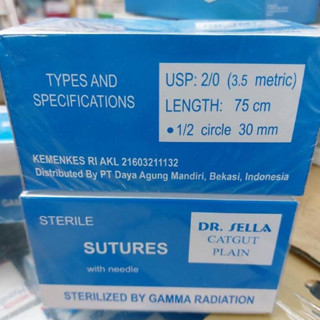 TYPES AND
SPECIFICATIONS
USP: 2/0 (3.5 metric)
LENGTH: 75 cm
• 1/2 circle 30 mm
KEMENKES RI AKL 21603211132
Distributed By PT Daya Agung Mandiri, Bekasi, Indonesia
STERILE
SUTURES
with needle
DR. SELLA
CATGUT
PLAIN
STERILIZED BY GAMMA RADIATION